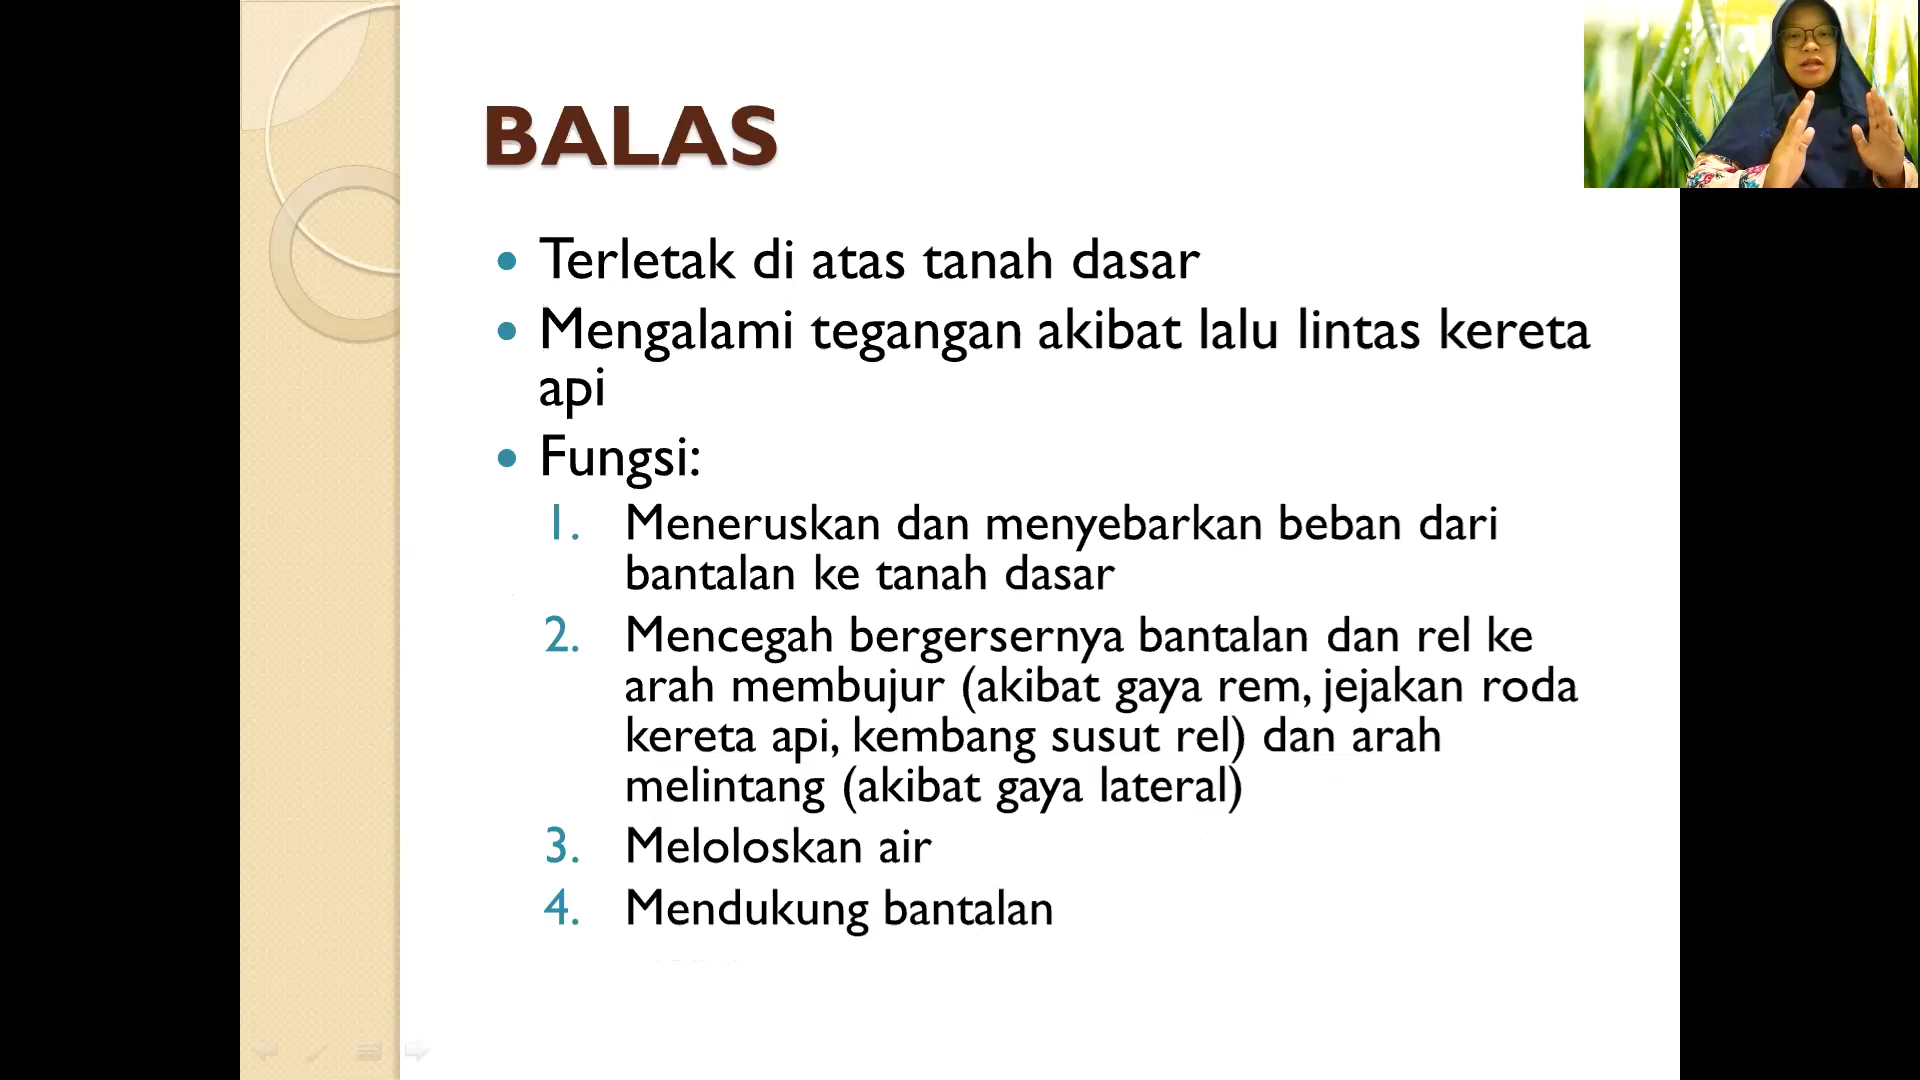 BALAS
• Terletak di atas tanah dasar
• Mengalami tegangan akibat lalu lintas kereta
api
• Fungsi:
1. Meneruskan dan menyebarkan beban dari
bantalan ke tanah dasar
2. Mencegah bergersernya bantalan dan rel ke
arah membujur (akibat gaya rem, jejakan roda
kereta api, kembang susut rel) dan arah
melintang (akibat gaya lateral)
3. Meloloskan air
4. Mendukung bantalan